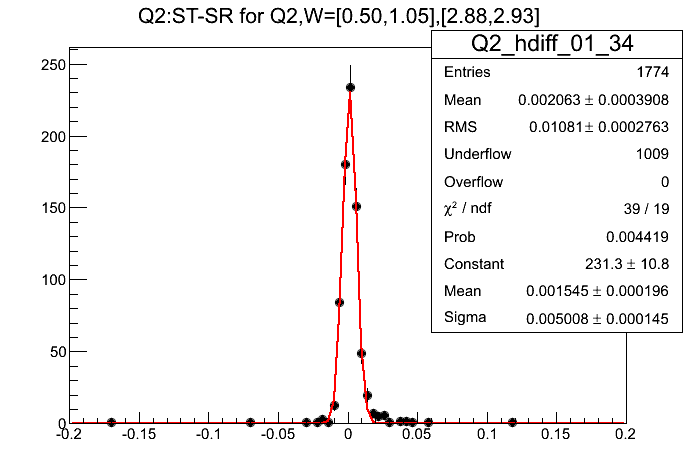 Q2:ST-SR for Q2,W=[0.50,1.05],[2.88,2.93]
Q2_hdiff_01_34
Entries 1774
Mean 0.002063 ± 0.0003908
RMS 0.01081± 0.0002763
Underflow 1009
Overflow 0
χ² / ndf 39 / 19
Prob 0.004419
Constant 231.3 ± 10.8
Mean 0.001545 ± 0.000196
Sigma 0.005008 ± 0.000145
250
200
150
100
50
0
-0.2 -0.15 -0.1 -0.05 0 0.05 0.1 0.15 0.2